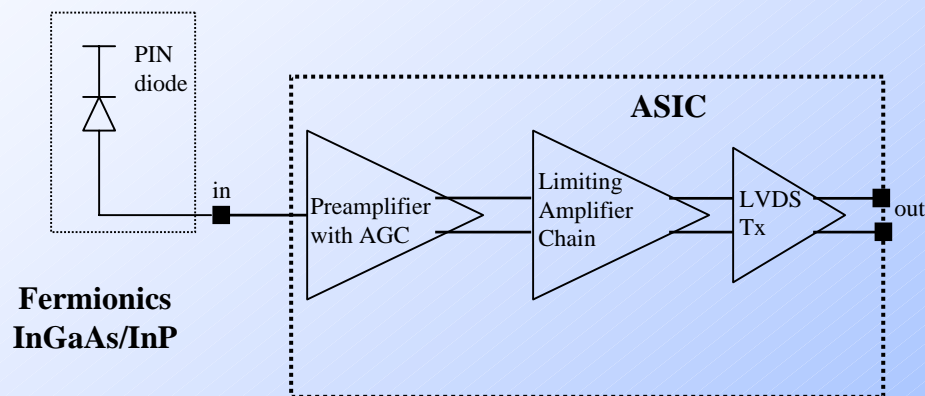 PIN
diode
ASIC
in
Preamplifier
with AGC
Limiting
Amplifier
Chain
LVDS
Tx
out
Fermionics
InGaAs/InP